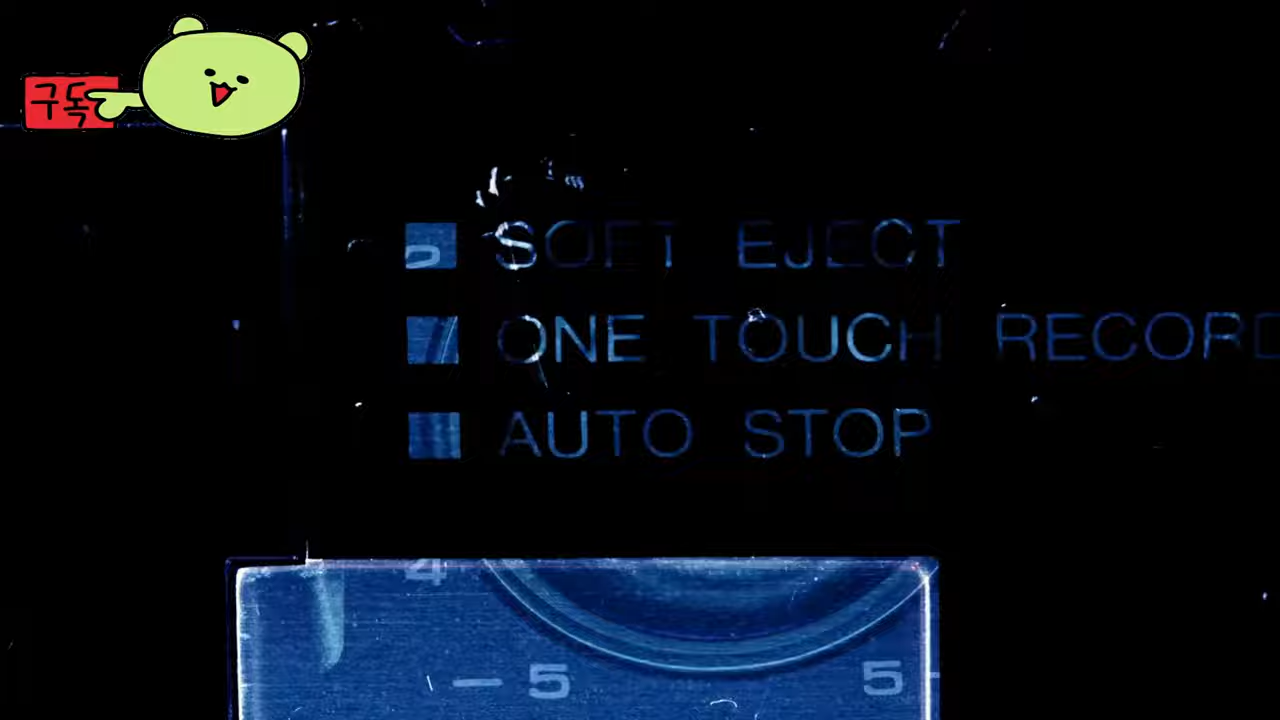 구독
SOFT EJECT
ONE TOUCH RECORD
AUTO STOP
4
5 5